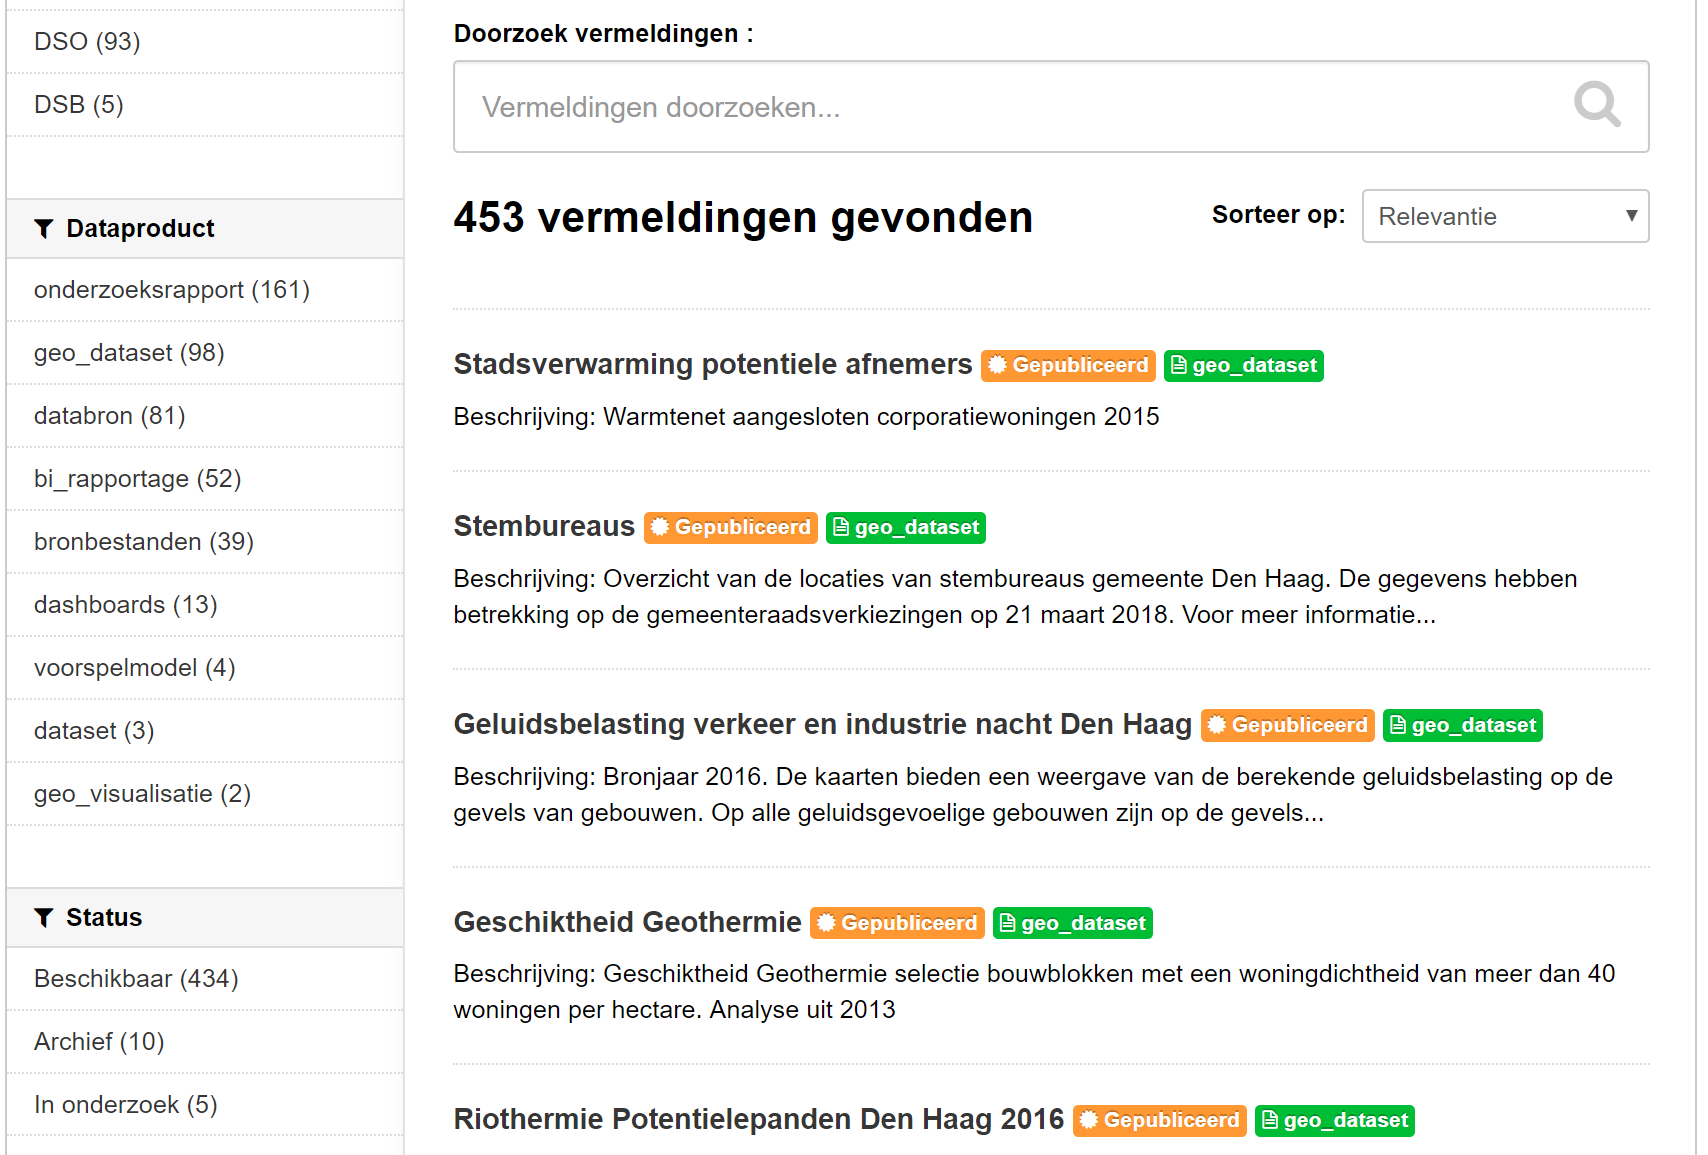 DSO (93)
DSB (5)
Dataproduct
onderzoeksrapport (161)
geo_dataset (98)
databron (81)
bi_rapportage (52)
bronbestanden (39)
dashboards (13)
voorspelmodel (4)
dataset (3)
geo_visualisatie (2)
Status
Beschikbaar (434)
Archief (10)
In onderzoek (5)
Doorzoek vermeldingen :
Vermeldingen doorzoeken...
453 vermeldingen gevonden
Sorteer op: Relevantie
Stadsverwarming potentiele afnemers Gepubliceerd geo_dataset
Beschrijving: Warmtenet aangesloten corporatiewoningen 2015
Stembureaus Gepubliceerd geo_dataset
Beschrijving: Overzicht van de locaties van stembureaus gemeente Den Haag. De gegevens hebben
betrekking op de gemeenteraadsverkiezingen op 21 maart 2018. Voor meer informatie...
Geluidsbelasting verkeer en industrie nacht Den Haag Gepubliceerd geo_dataset
Beschrijving: Bronjaar 2016. De kaarten bieden een weergave van de berekende geluidsbelasting op de
gevels van gebouwen. Op alle geluidsgevoelige gebouwen zijn op de gevels...
Geschiktheid Geothermie Gepubliceerd geo_dataset
Beschrijving: Geschiktheid Geothermie selectie bouwblokken met een woningdichtheid van meer dan 40
woningen per hectare. Analyse uit 2013
Riothermie Potentielepanden Den Haag 2016 Gepubliceerd geo_dataset